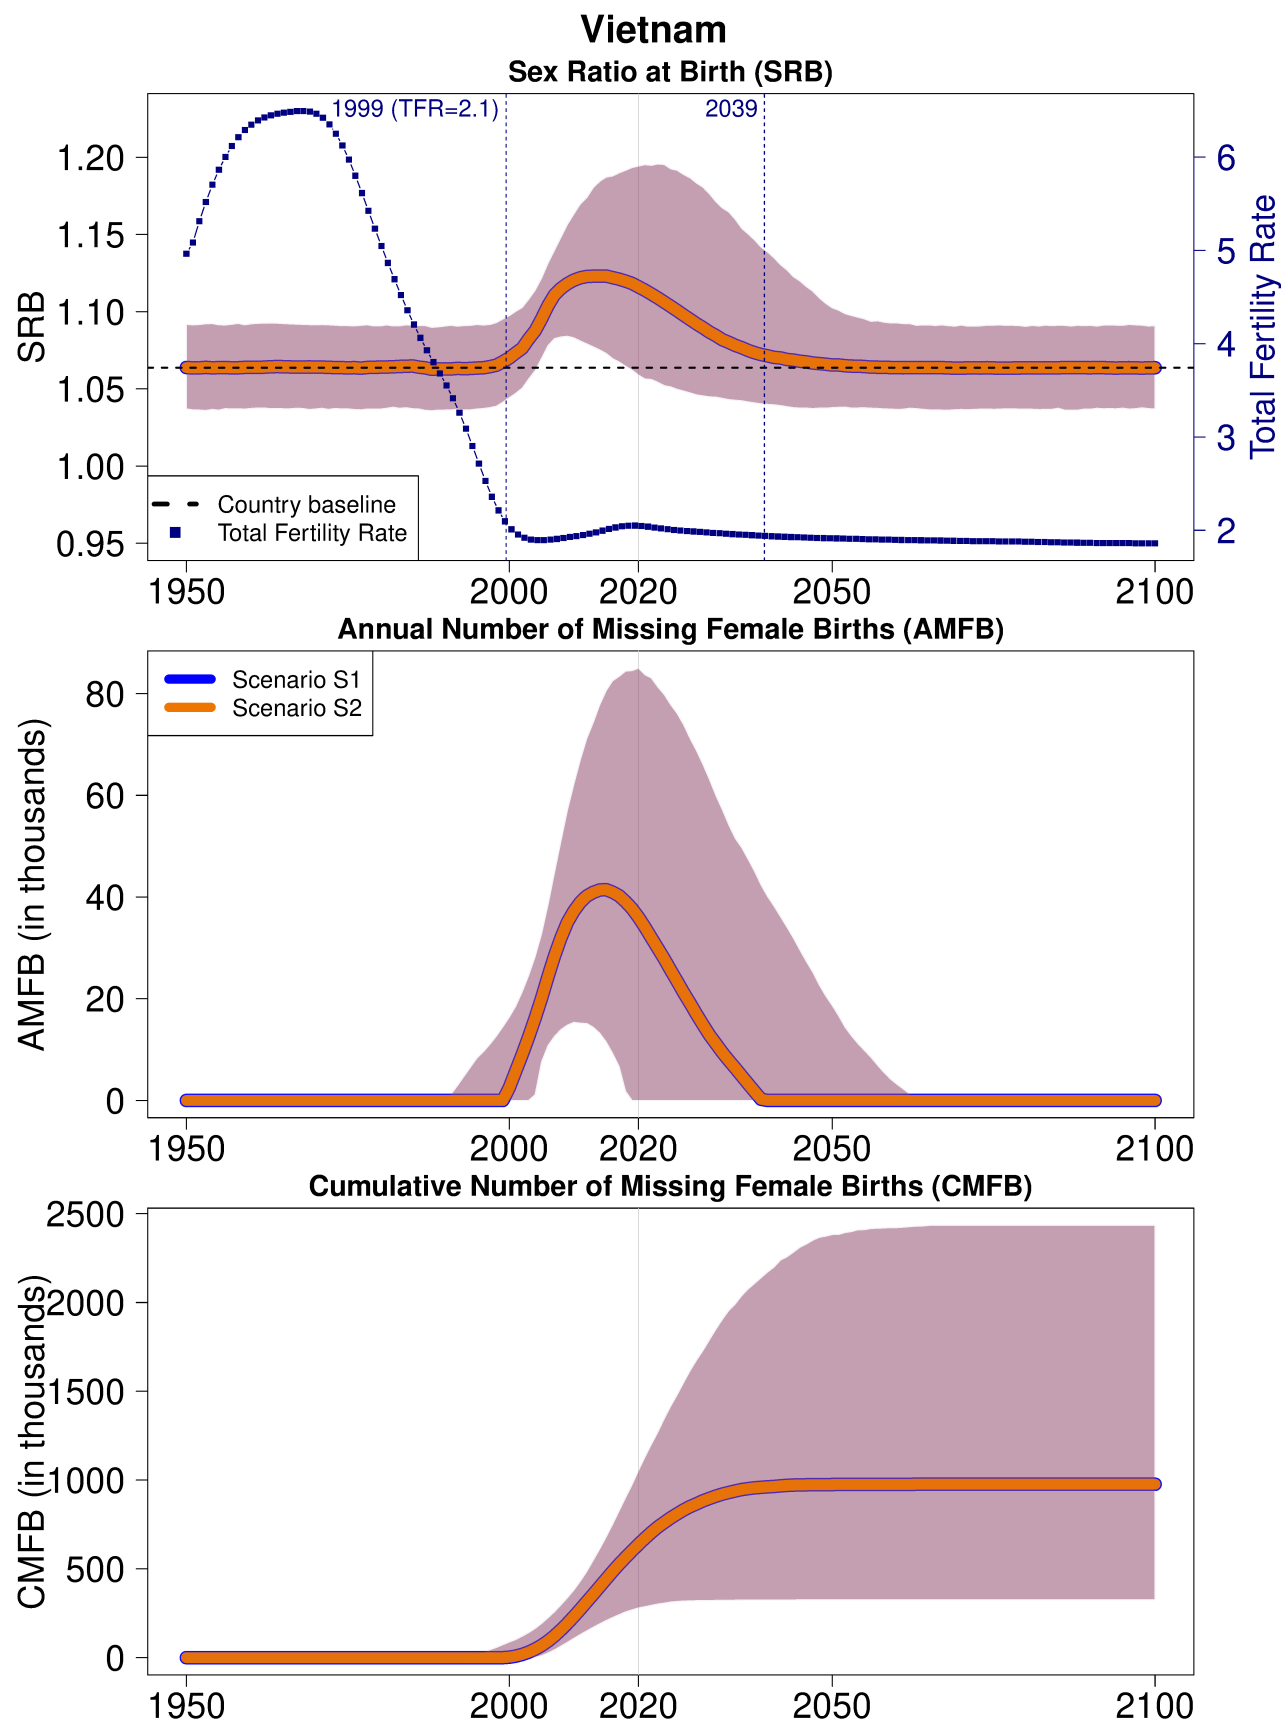 Vietnam
Sex Ratio at Birth (SRB)
1999 (TFR=2.1)
2039
SRB
1.20
1.15
1.10
1.05
1.00
0.95
6
5
4
3
2
Total Fertility Rate
Country baseline
Total Fertility Rate
1950 2000 2020 2050 2100
Annual Number of Missing Female Births (AMFB)
Scenario S1
Scenario S2
AMFB (in thousands)
80
60
40
20
0
1950 2000 2020 2050 2100
Cumulative Number of Missing Female Births (CMFB)
CMFB (in thousands)
2500
2000
1500
1000
500
0
1950 2000 2020 2050 2100